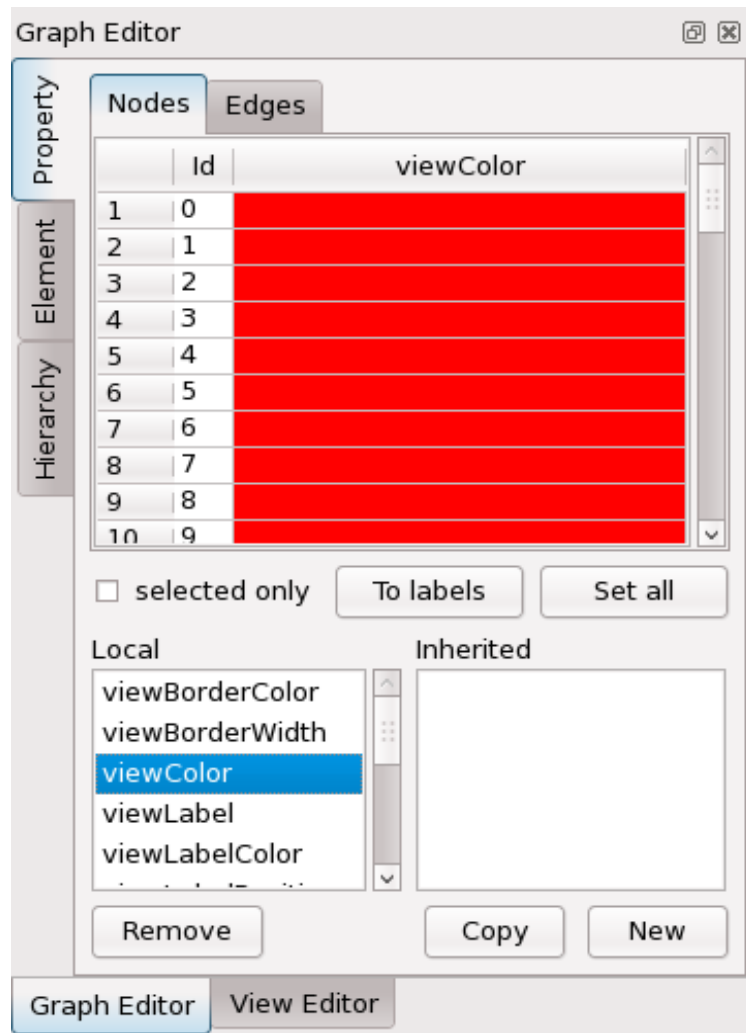 Graph Editor
Property
Element
Hierarchy
Nodes Edges
Id viewColor
1 0
2 1
3 2
4 3
5 4
6 5
7 6
8 7
9 8
10 9
selected only To labels Set all
Local Inherited
viewBorderColor
viewBorderWidth
viewColor
viewLabel
viewLabelColor
Remove Copy New
Graph Editor View Editor